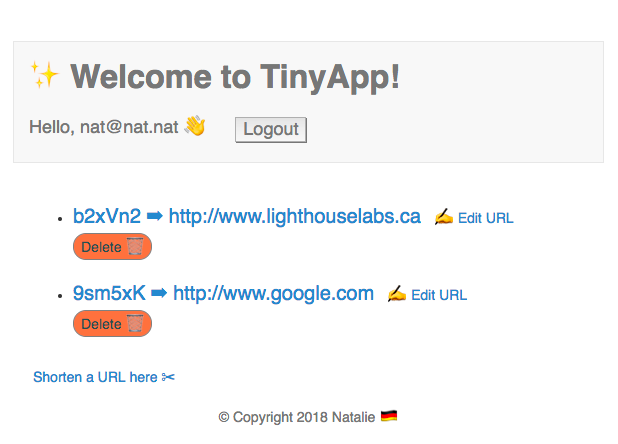 ✨ Welcome to TinyApp!
Hello, nat@nat.nat 👋 Logout
• b2xVn2 ➡ http://www.lighthouselabs.ca ✍ Edit URL
Delete 🗑
• 9sm5xK ➡ http://www.google.com ✍ Edit URL
Delete 🗑
Shorten a URL here ✂
© Copyright 2018 Natalie 🇩🇪